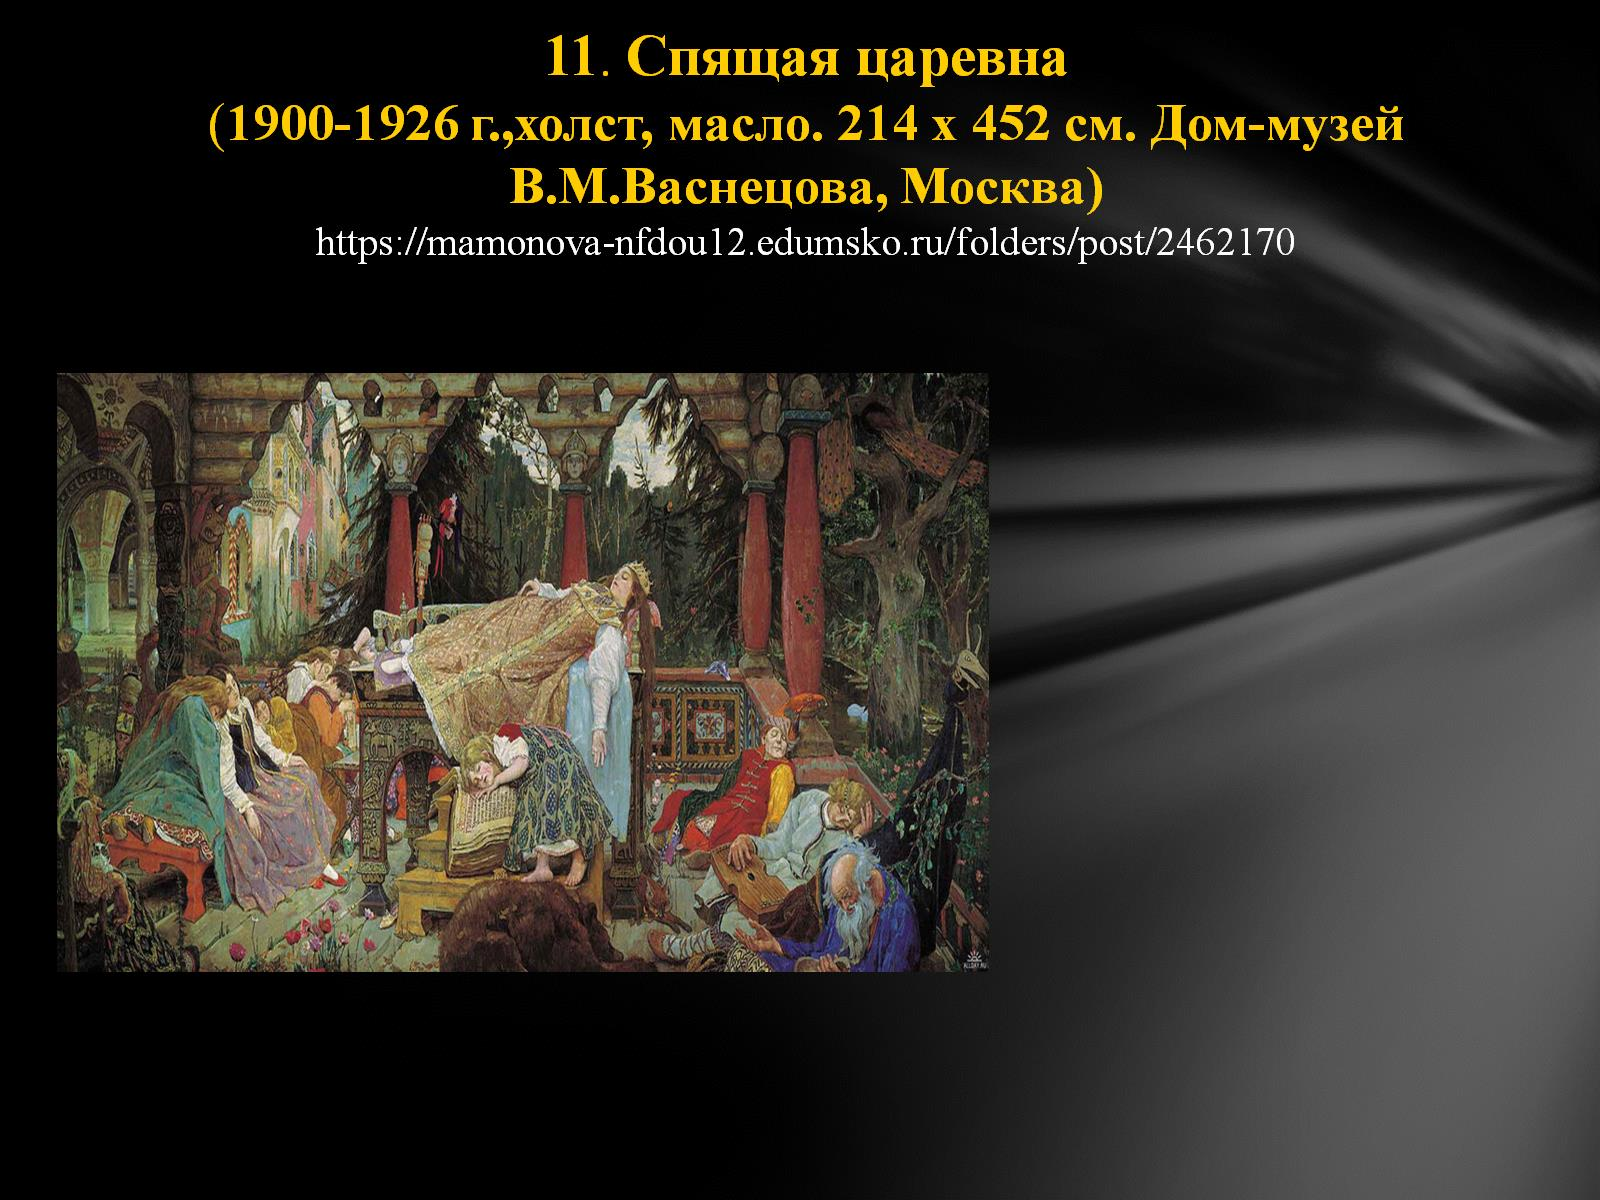 11. Спящая царевна
(1900-1926 г.,холст, масло. 214 x 452 см. Дом-музей
В.М.Васнецова, Москва)
https://mamonova-nfdou12.edumsko.ru/folders/post/2462170